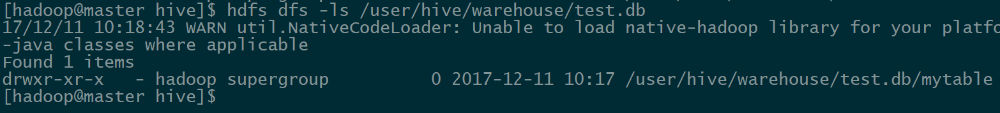 [hadoop@master hive]$ hdfs dfs -ls /user/hive/warehouse/test.db
17/12/11 10:18:43 WARN util.NativeCodeLoader: Unable to load native-hadoop library for your platfo
-java classes where applicable
Found 1 items
drwxr-xr-x   - hadoop supergroup          0 2017-12-11 10:17 /user/hive/warehouse/test.db/mytable
[hadoop@master hive]$